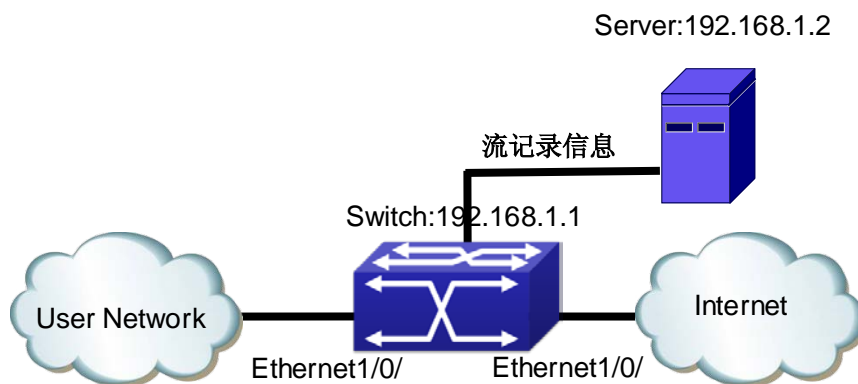 Server:192.168.1.2
流记录信息
Switch:192.168.1.1
User Network
Internet
Ethernet1/0/
Ethernet1/0/